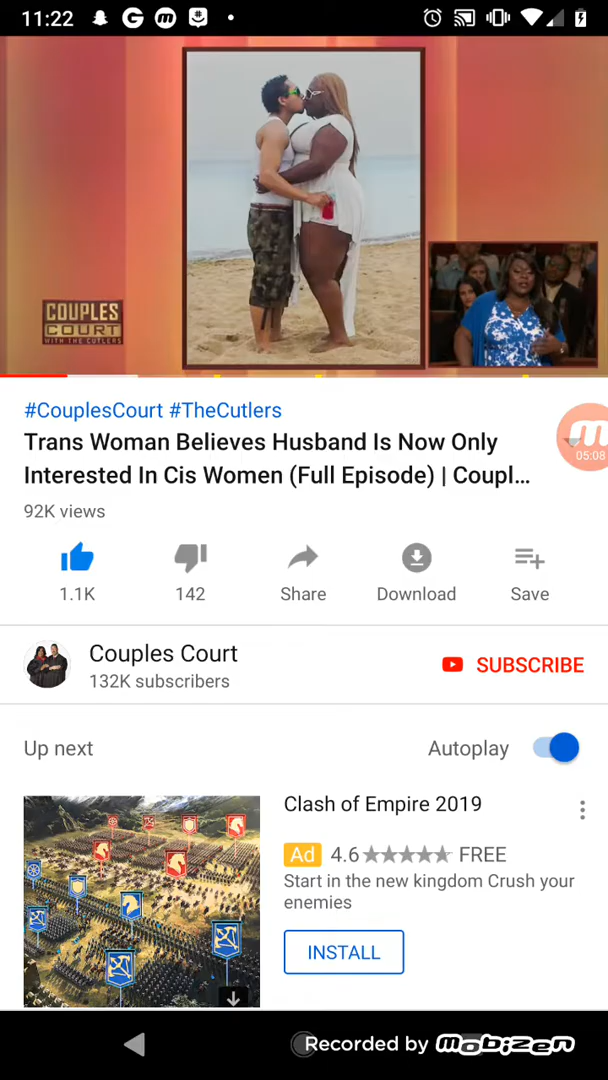 11:22
COUPLES
COURT
WITH THE CUTLERS
#CouplesCourt #TheCutlers
Trans Woman Believes Husband Is Now Only
Interested In Cis Women (Full Episode) | Coupl...
05:08
92K views
1.1K
142
Share
Download
Save
Couples Court
132K subscribers
SUBSCRIBE
Up next
Autoplay
Clash of Empire 2019
Ad 4.6 FREE
Start in the new kingdom Crush your
enemies
INSTALL
Recorded by mobizen